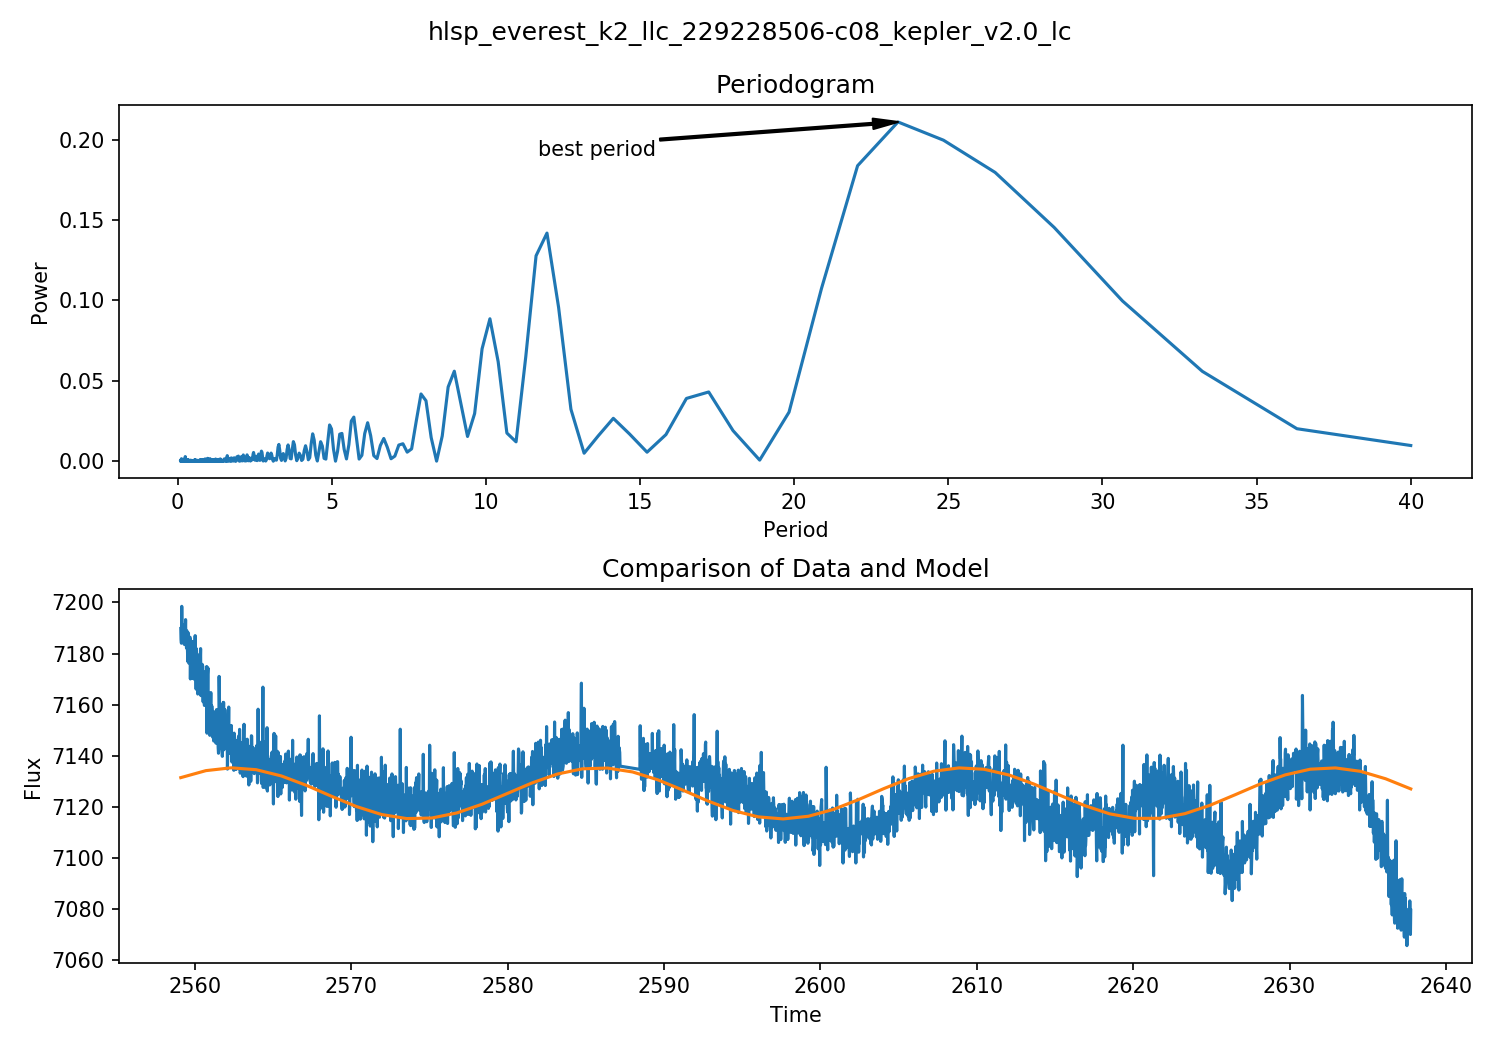 hlsp_everest_k2_llc_229228506-c08_kepler_v2.0_lc
Periodogram
best period
Power
0.20
0.15
0.10
0.05
0.00
0 5 10 15 20 25 30 35 40
Period
Comparison of Data and Model
Flux
7200
7180
7160
7140
7120
7100
7080
7060
2560 2570 2580 2590 2600 2610 2620 2630 2640
Time